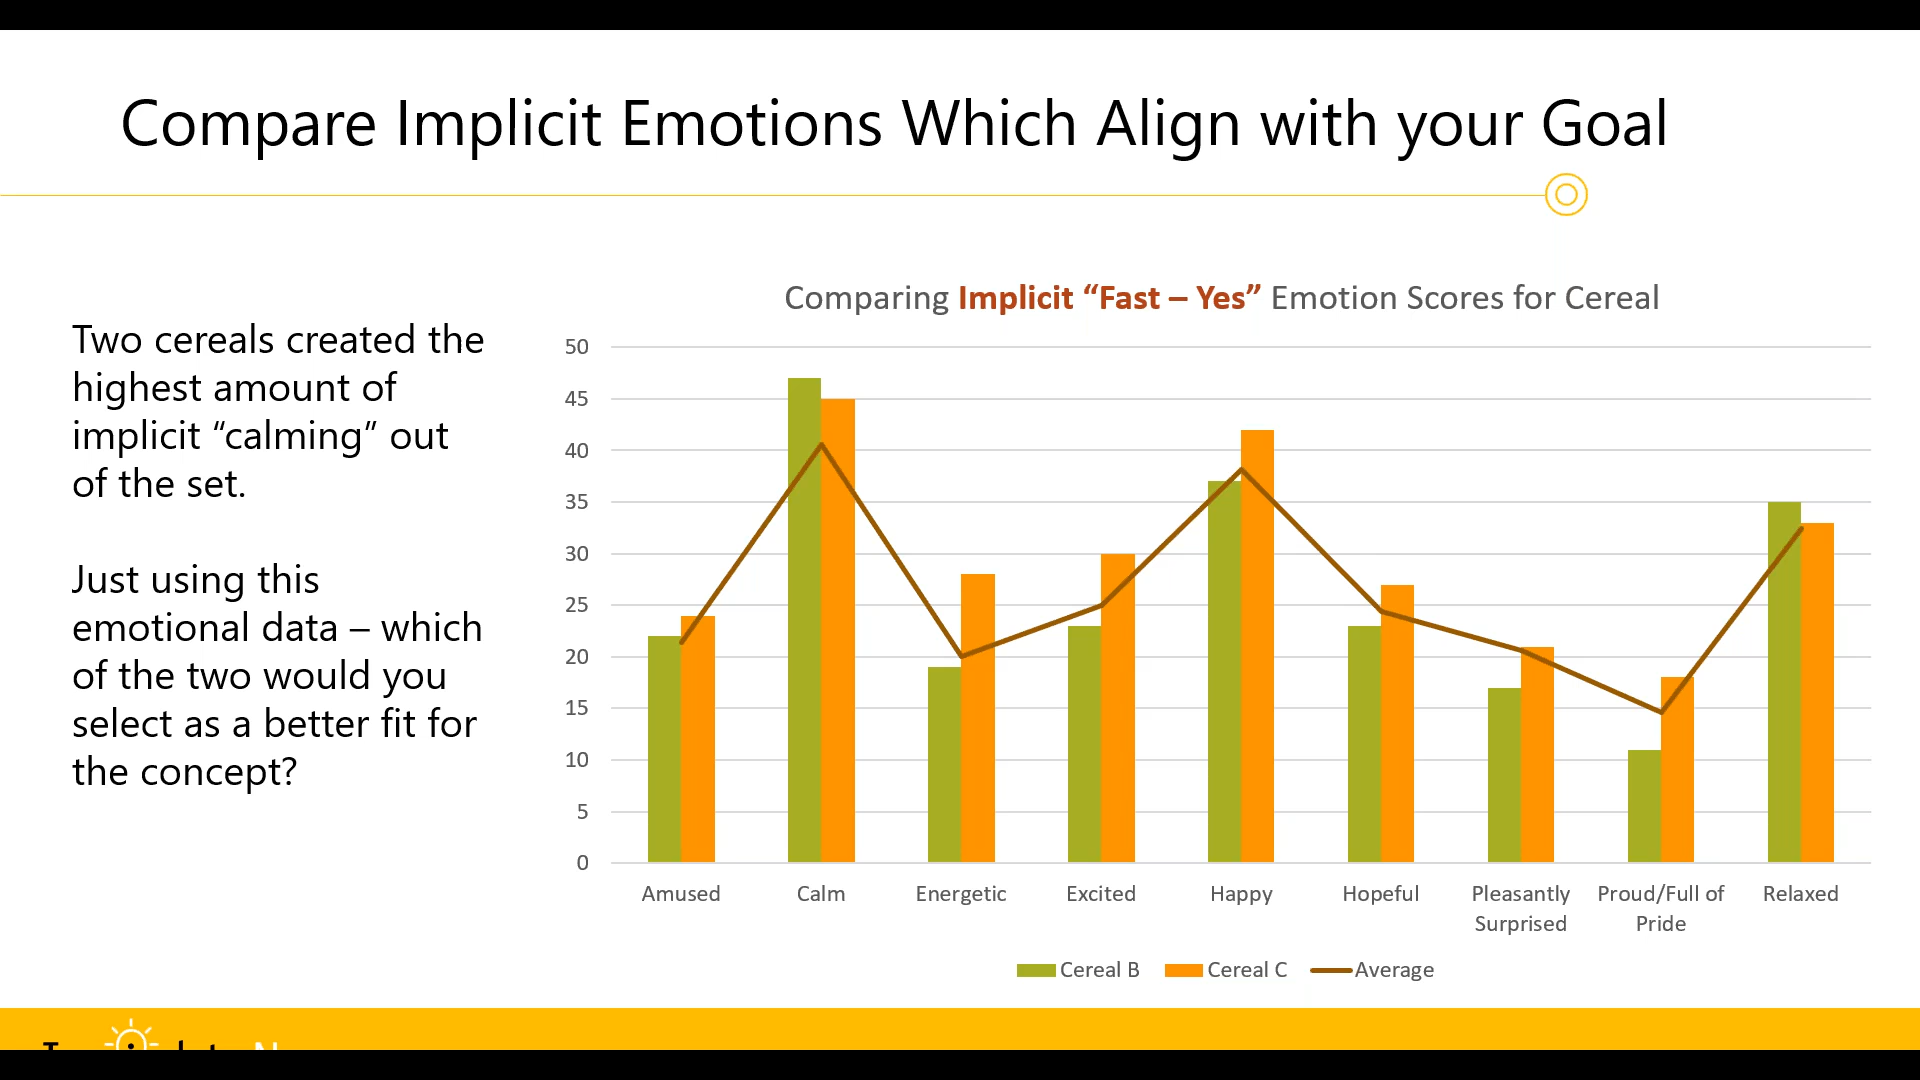 Compare Implicit Emotions Which Align with your Goal
Two cereals created the
highest amount of
implicit “calming” out
of the set.
Just using this
emotional data – which
of the two would you
select as a better fit for
the concept?
Comparing Implicit “Fast – Yes” Emotion Scores for Cereal
50
45
40
35
30
25
20
15
10
5
0
Amused Calm Energetic Excited Happy Hopeful Pleasantly Surprised Proud/Full of Pride Relaxed
Cereal B Cereal C Average